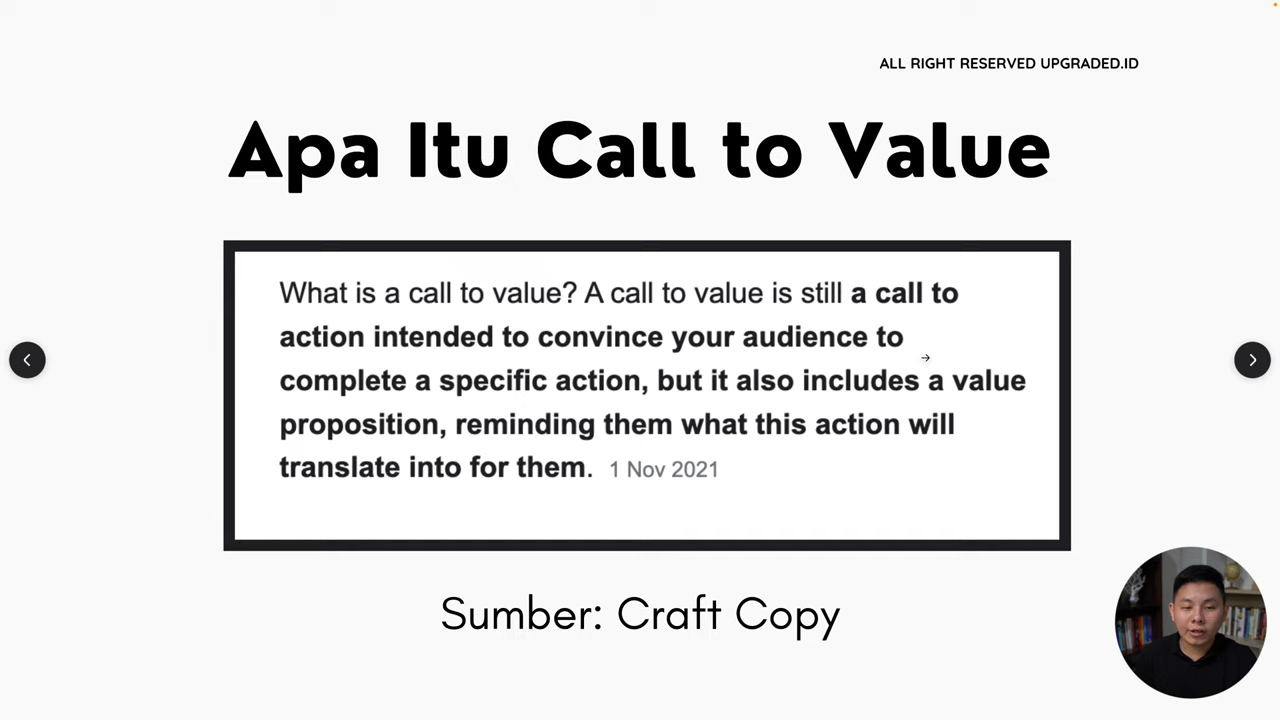 ALL RIGHT RESERVED UPGRADED.ID
Apa Itu Call to Value
What is a call to value? A call to value is still a call to
action intended to convince your audience to
complete a specific action, but it also includes a value
proposition, reminding them what this action will
translate into for them. 1 Nov 2021
Sumber: Craft Copy